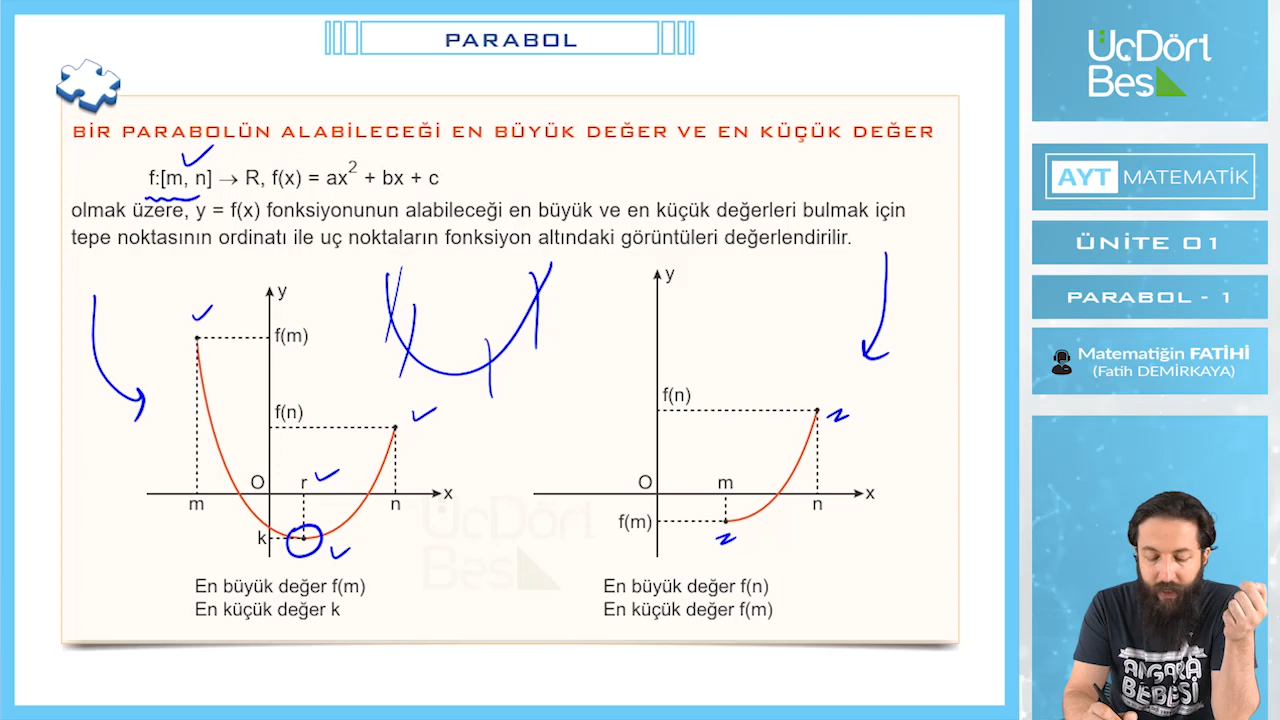 PARABOL
BİR PARABOLÜN ALABİLECEĞİ EN BÜYÜK DEĞER VE EN KÜÇÜK DEĞER
f:[m, n] → R, f(x) = ax² + bx + c
olmak üzere, y = f(x) fonksiyonunun alabileceği en büyük ve en küçük değerleri bulmak için
tepe noktasının ordinatı ile uç noktaların fonksiyon altındaki görüntüleri değerlendirilir.
y
f(m)
f(n)
O
r
x
m
n
k
En büyük değer f(m)
En küçük değer k
y
f(n)
O
m
x
n
f(m)
En büyük değer f(n)
En küçük değer f(m)
ÜçDört
Beş
ÜçDört
Beş
AYT MATEMATİK
ÜNİTE 01
PARABOL - 1
Matematiğin FATİHİ
(Fatih DEMİRKAYA)
ANGARA
BEBESİ